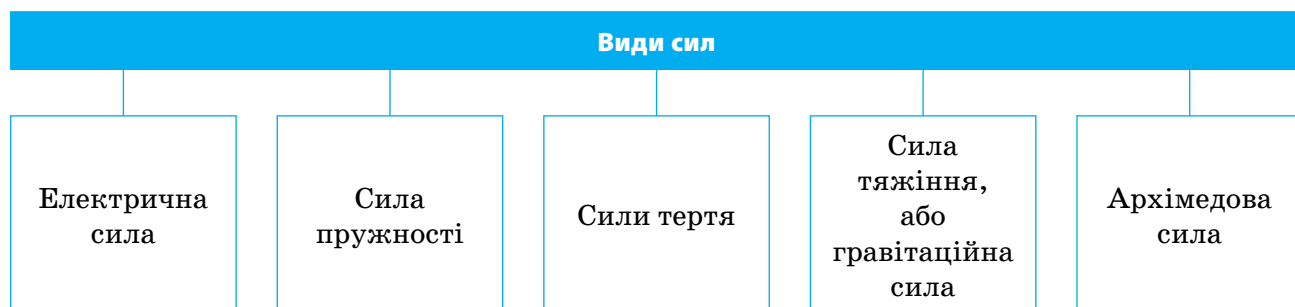 Види сил
Електрична
сила
Сила
пружності
Сили тертя
Сила
тяжіння,
або
гравітаційна
сила
Архімедова
сила